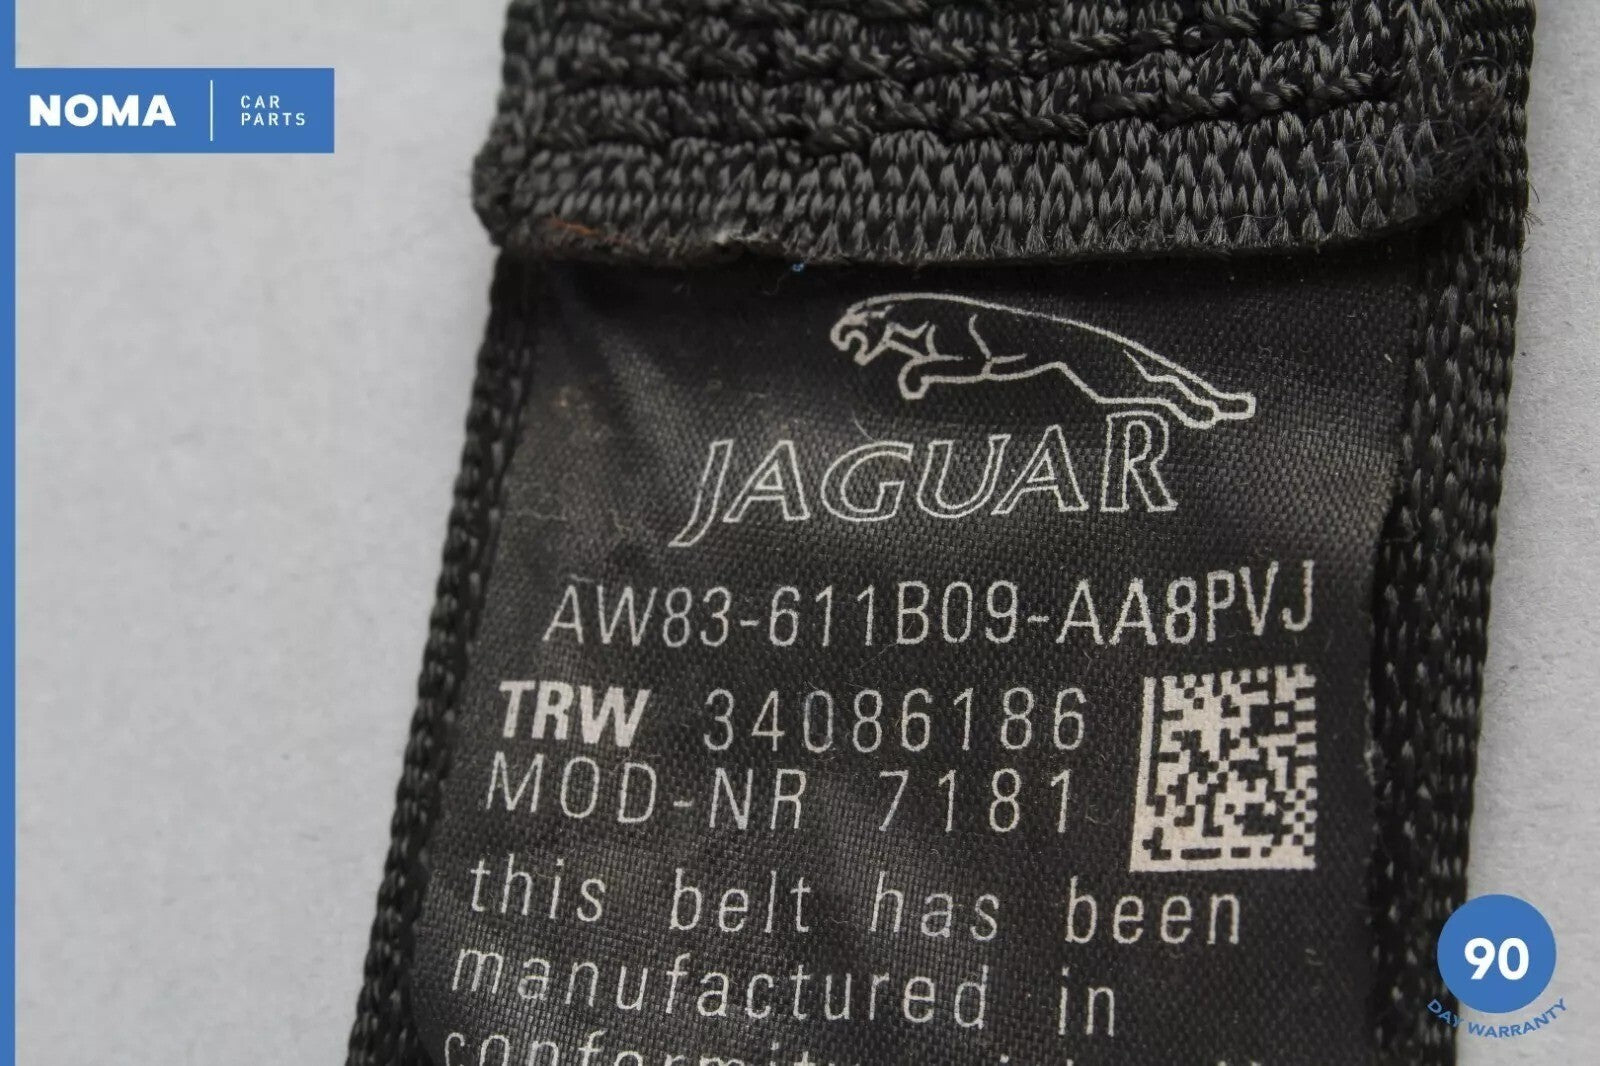 NOMA
CAR
PARTS
JAGUAR
AW83-611B09-AA8PVJ
TRW 34086186
MOD-NR 7181
this belt has been
manufactured in
conformity
90
DAY WARRANTY